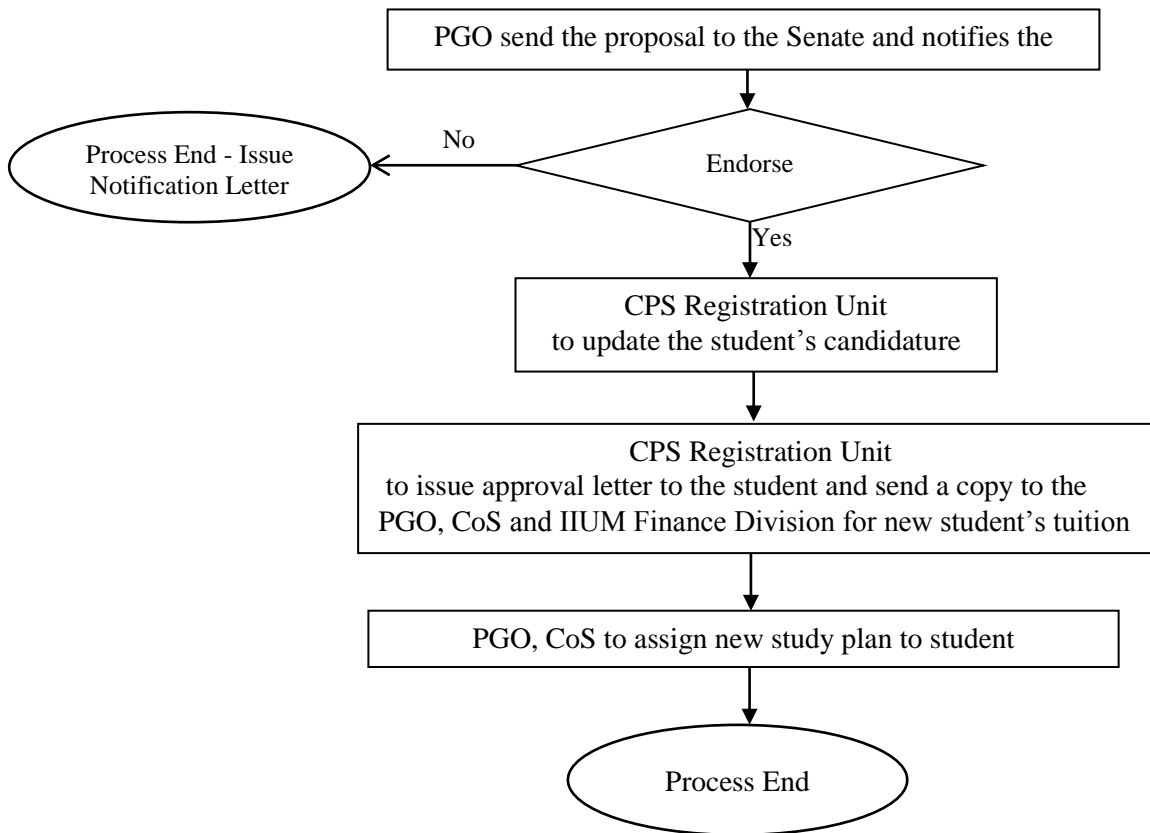 PGO send the proposal to the Senate and notifies the
No
Process End - Issue
Notification Letter
Endorse
Yes
CPS Registration Unit
to update the student’s candidature
CPS Registration Unit
to issue approval letter to the student and send a copy to the
PGO, CoS and IIUM Finance Division for new student’s tuition
PGO, CoS to assign new study plan to student
Process End